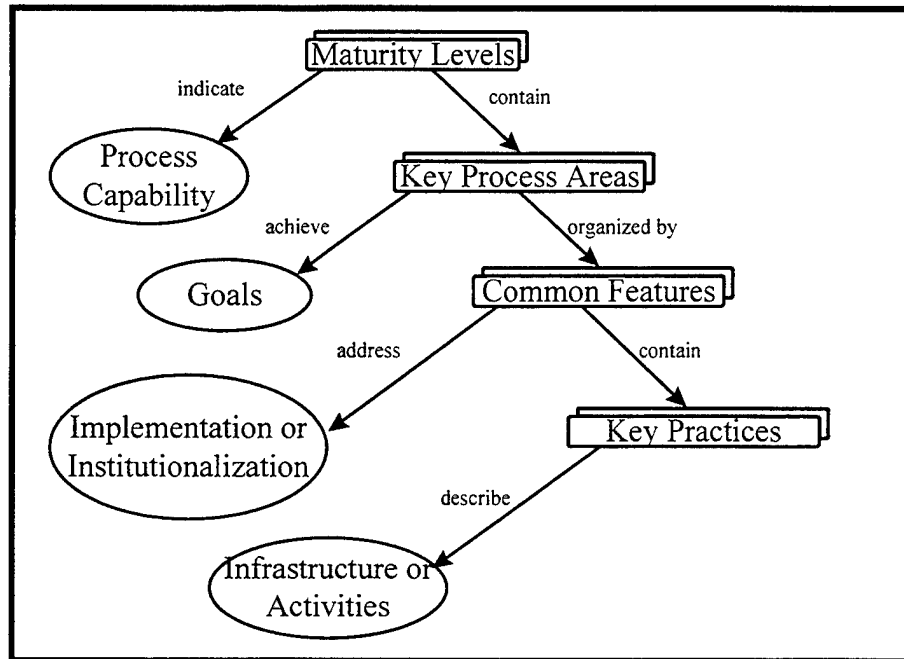 Maturity Levels
indicate
contain
Process
Capability
Key Process Areas
achieve
organized by
Goals
Common Features
address
contain
Implementation or
Institutionalization
Key Practices
describe
Infrastructure or
Activities